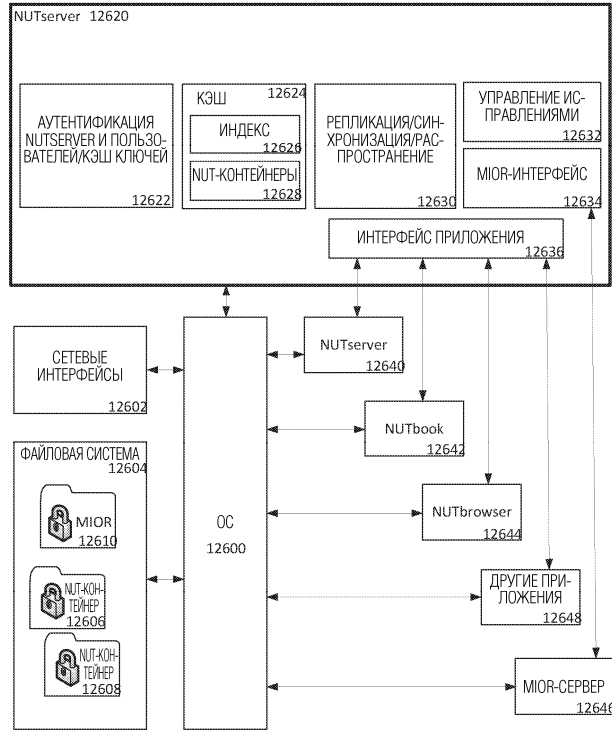 NUTserver 12620
АУТЕНТИФИКАЦИЯ
NUTSERVER И ПОЛЬЗО-
ВАТЕЛЕЙ/КЭШ КЛЮЧЕЙ
12622
КЭШ
12624
ИНДЕКС
12626
NUT-КОНТЕЙНЕРЫ
12628
РЕПЛИКАЦИЯ/СИН-
ХРОНИЗАЦИЯ/РАС-
ПРОСТРАНЕНИЕ
12630
УПРАВЛЕНИЕ ИС-
ПРАВЛЕНИЯМИ
12632
MIOR-ИНТЕРФЕЙС
12634
ИНТЕРФЕЙС ПРИЛОЖЕНИЯ
12636
СЕТЕВЫЕ
ИНТЕРФЕЙСЫ
12602
ФАЙЛОВАЯ СИСТЕМА
12604
MIOR
12610
NUT-КОН-
ТЕЙНЕР
12606
NUT-КОН-
ТЕЙНЕР
12608
ОС
12600
NUTserver
12640
NUTbook
12642
NUTbrowser
12644
ДРУГИЕ ПРИ-
ЛОЖЕНИЯ
12648
MIOR-СЕРВЕР
12646